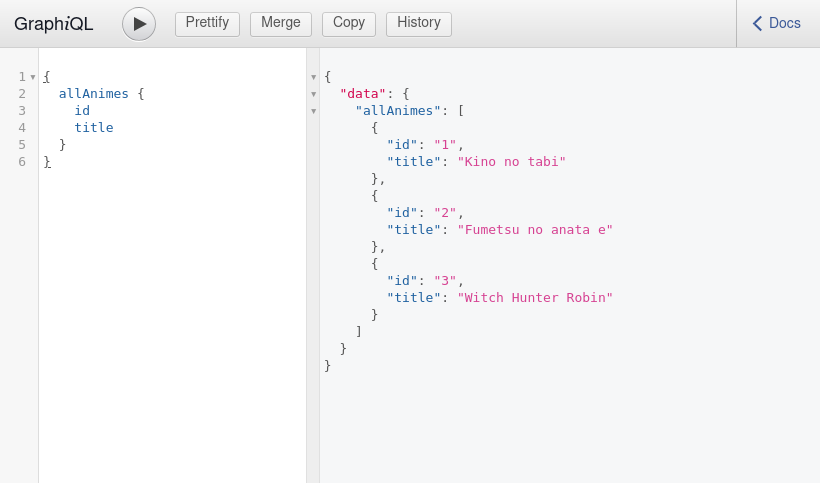 GraphiQL Prettify Merge Copy History Docs
1 {
2   allAnimes {
3     id
4     title
5   }
6 }
{
  "data": {
    "allAnimes": [
      {
        "id": "1",
        "title": "Kino no tabi"
      },
      {
        "id": "2",
        "title": "Fumetsu no anata e"
      },
      {
        "id": "3",
        "title": "Witch Hunter Robin"
      }
    ]
  }
}